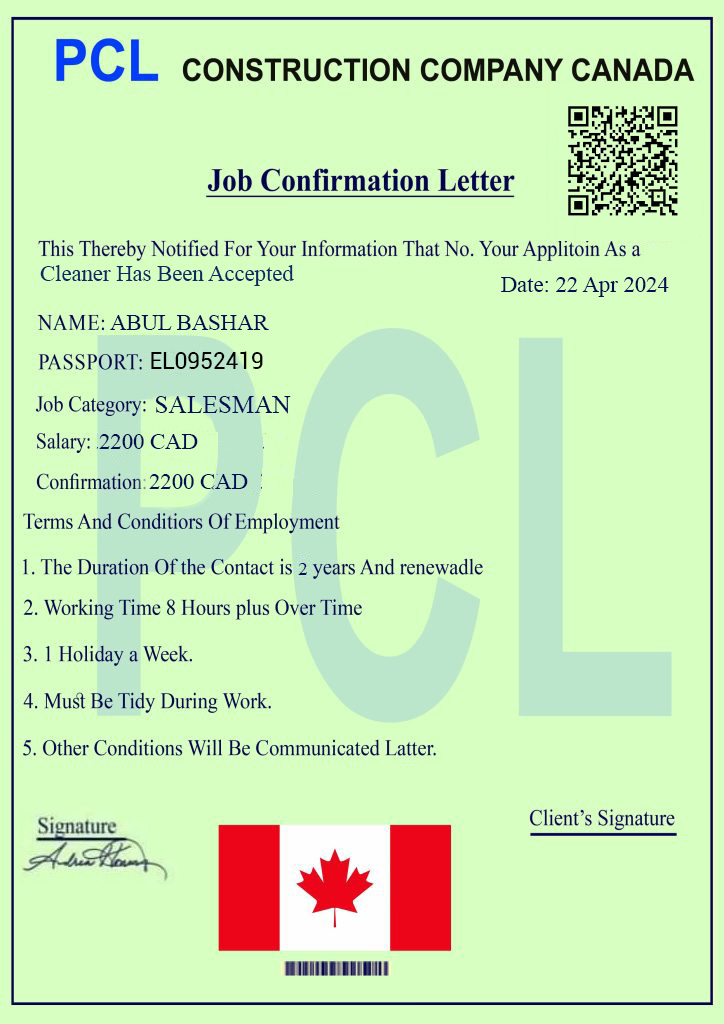 PCL CONSTRUCTION COMPANY CANADA
Job Confirmation Letter
This Thereby Notified For Your Information That No. Your Applitoin As a
Cleaner Has Been Accepted
Date: 22 Apr 2024
NAME: ABUL BASHAR
PASSPORT: EL0952419
Job Category: SALESMAN
Salary: 2200 CAD
Confirmation: 2200 CAD
Terms And Conditiors Of Employment
1. The Duration Of the Contact is 2 years And renewadle
2. Working Time 8 Hours plus Over Time
3. 1 Holiday a Week.
4. Must Be Tidy During Work.
5. Other Conditions Will Be Communicated Latter.
Client's Signature
Signature
PCL